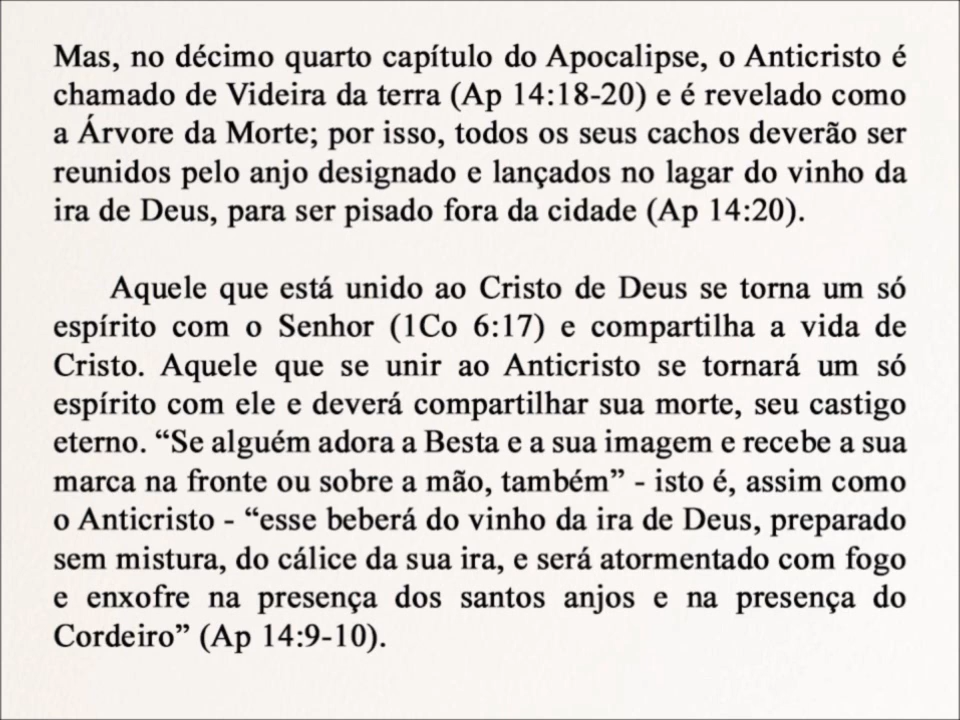 Mas, no décimo quarto capítulo do Apocalipse, o Anticristo é
chamado de Videira da terra (Ap 14:18-20) e é revelado como
a Árvore da Morte; por isso, todos os seus cachos deverão ser
reunidos pelo anjo designado e lançados no lagar do vinho da
ira de Deus, para ser pisado fora da cidade (Ap 14:20).
Aquele que está unido ao Cristo de Deus se torna um só
espírito com o Senhor (1Co 6:17) e compartilha a vida de
Cristo. Aquele que se unir ao Anticristo se tornará um só
espírito com ele e deverá compartilhar sua morte, seu castigo
eterno. “Se alguém adora a Besta e a sua imagem e recebe a sua
marca na fronte ou sobre a mão, também” - isto é, assim como
o Anticristo - “esse beberá do vinho da ira de Deus, preparado
sem mistura, do cálice da sua ira, e será atormentado com fogo
e enxofre na presença dos santos anjos e na presença do
Cordeiro” (Ap 14:9-10).